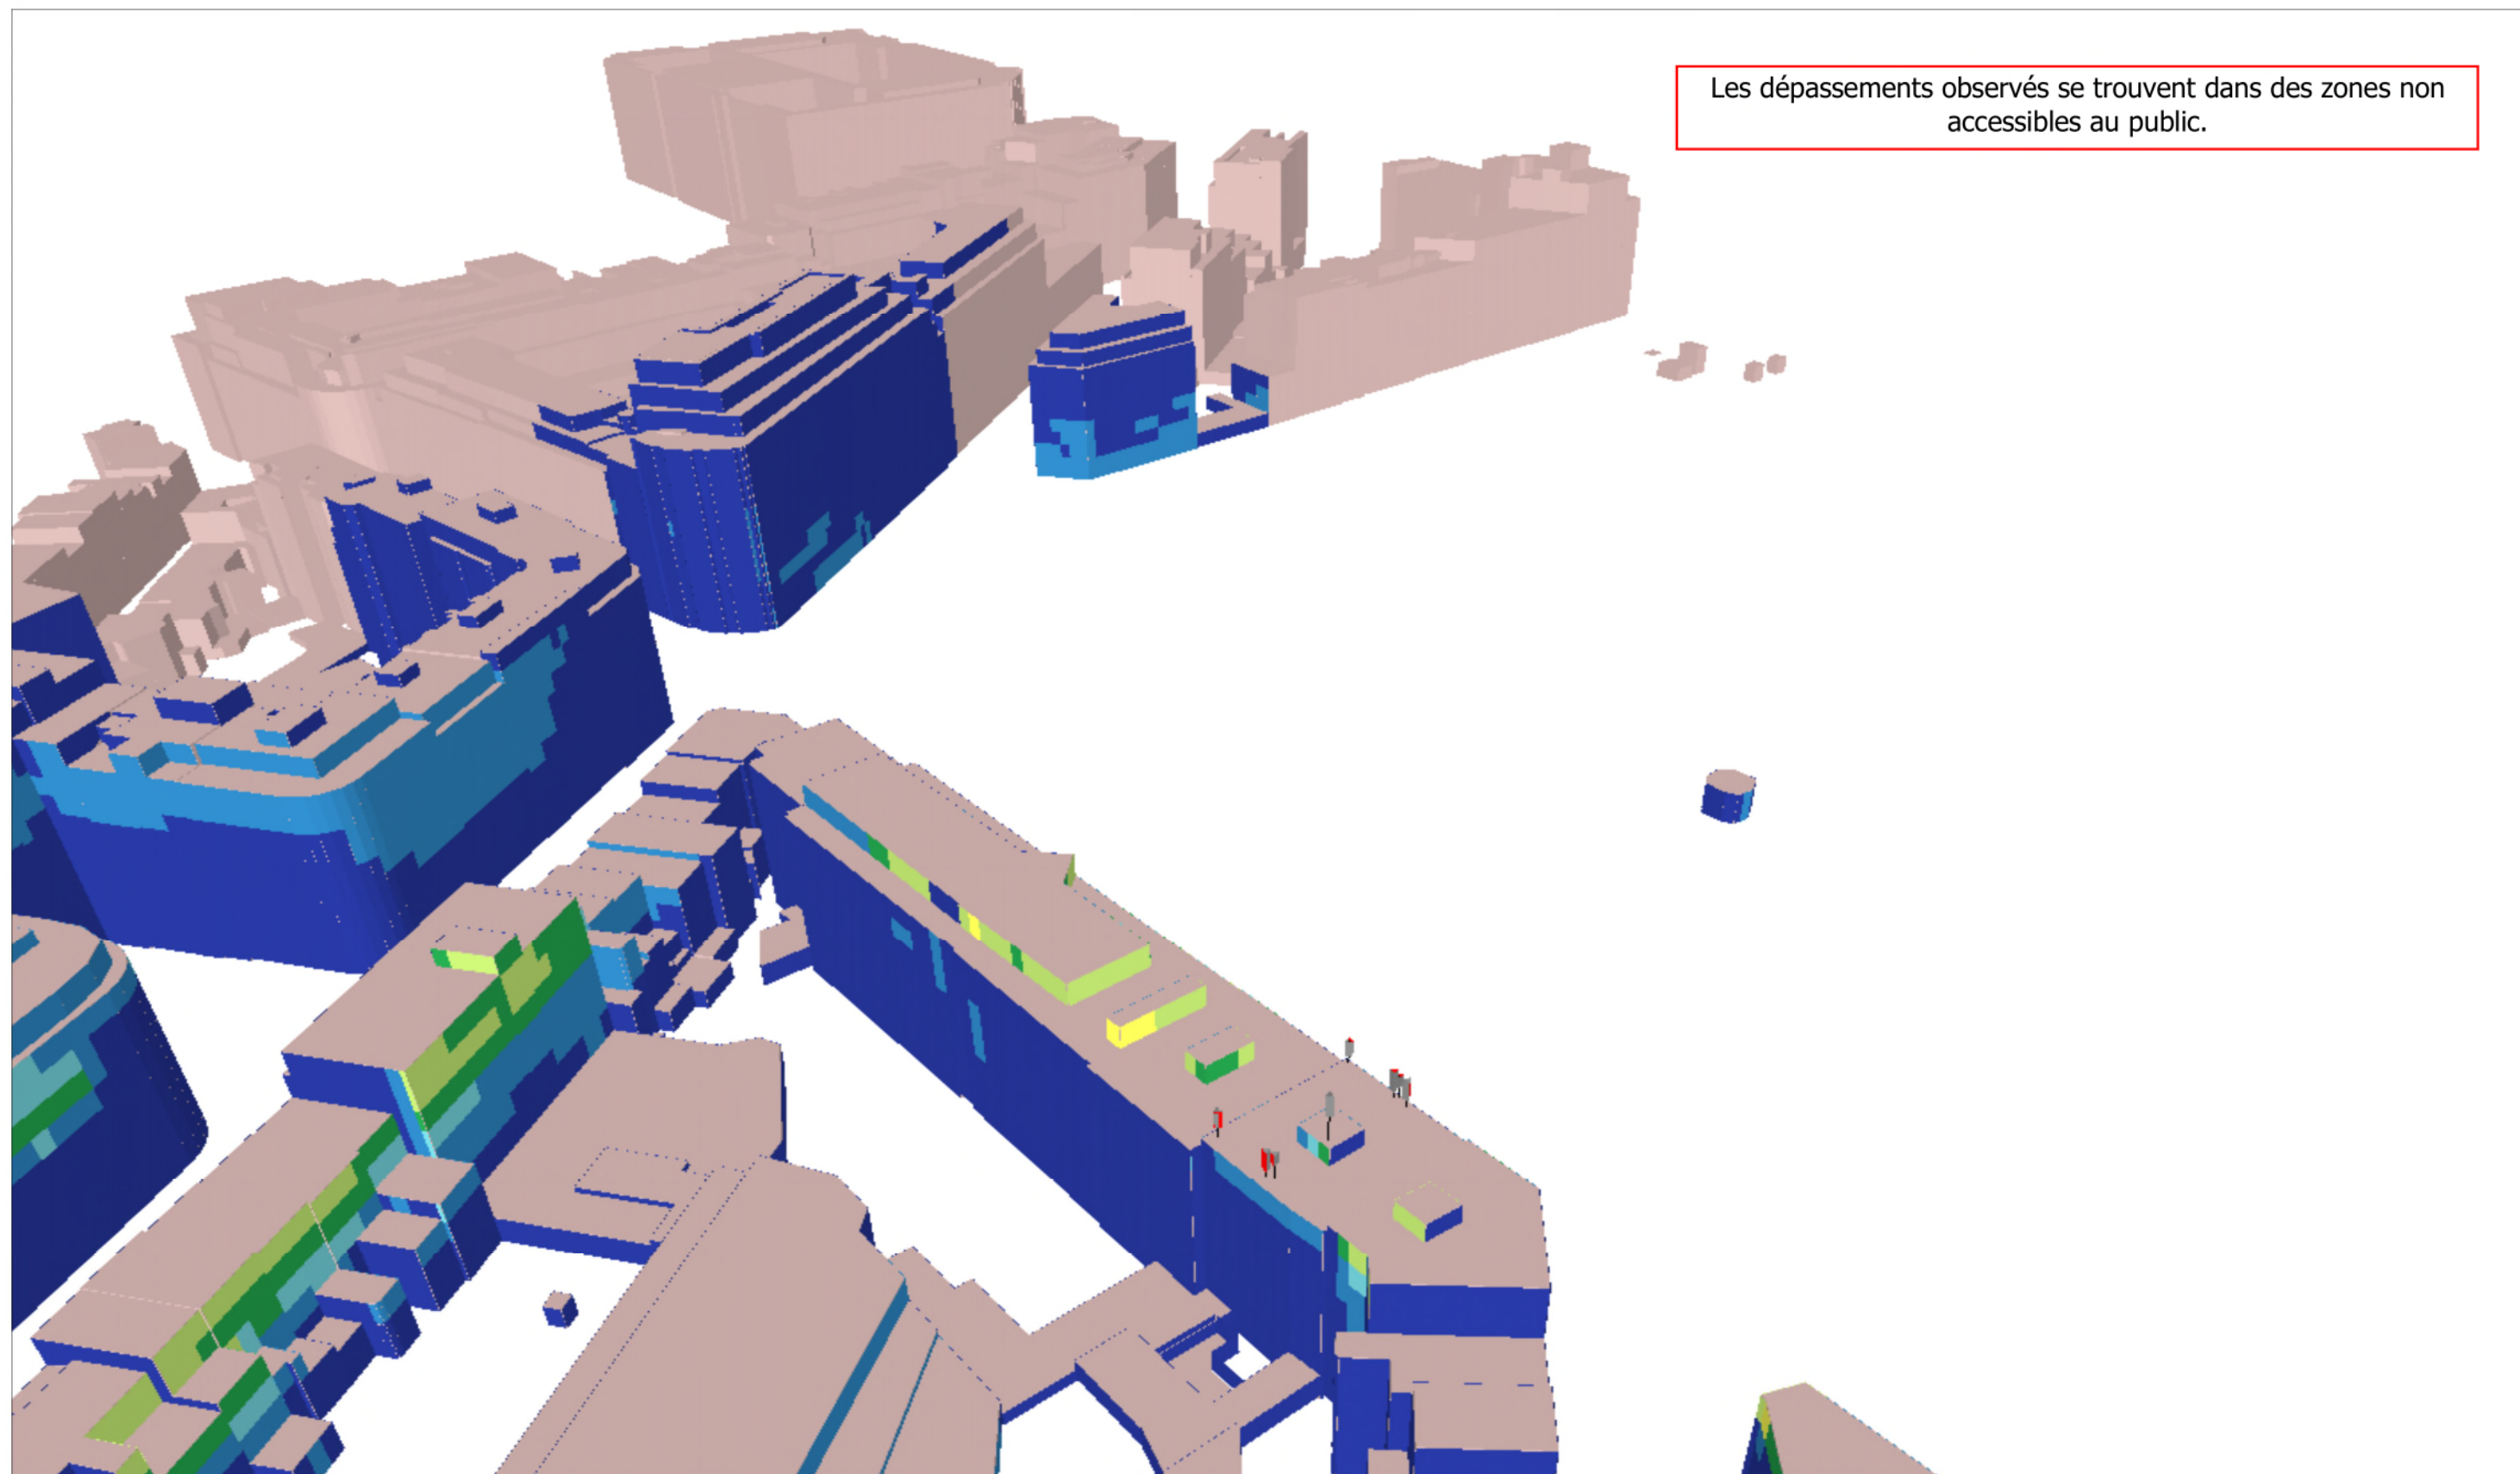 Les dépassements observés se trouvent dans des zones non
accessibles au public.